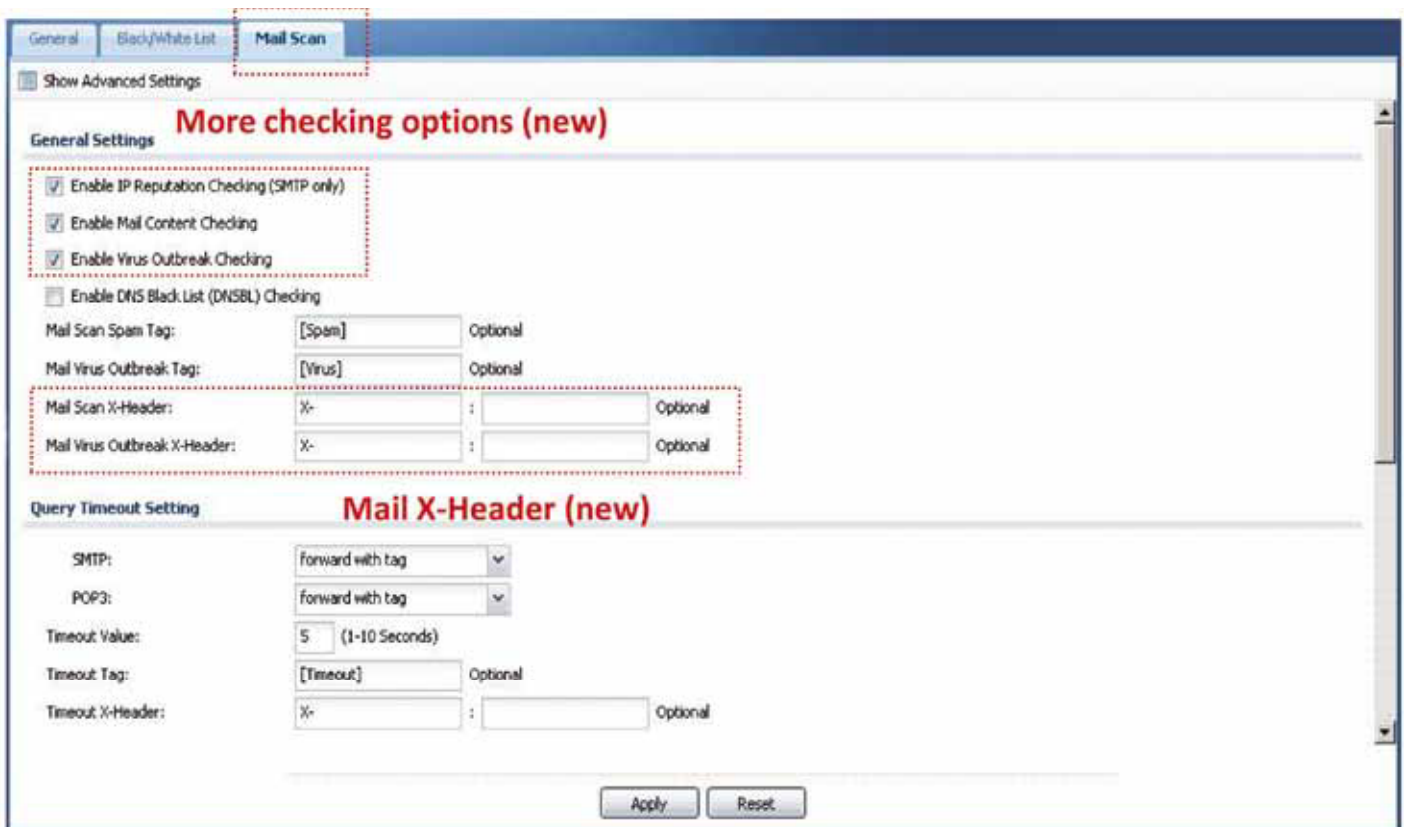 General Black/White List Mail Scan
Show Advanced Settings
More checking options (new)
General Settings
Enable IP Reputation Checking (SMTP only)
Enable Mail Content Checking
Enable Virus Outbreak Checking
Enable DNS Black List (DNSBL) Checking
Mail Scan Spam Tag: [Spam] Optional
Mail Virus Outbreak Tag: [Virus] Optional
Mail Scan X-Header: X- : Optional
Mail Virus Outbreak X-Header: X- : Optional
Query Timeout Setting
Mail X-Header (new)
SMTP: forward with tag
POP3: forward with tag
Timeout Value: 5 (1-10 Seconds)
Timeout Tag: [Timeout] Optional
Timeout X-Header: X- : Optional
Apply Reset